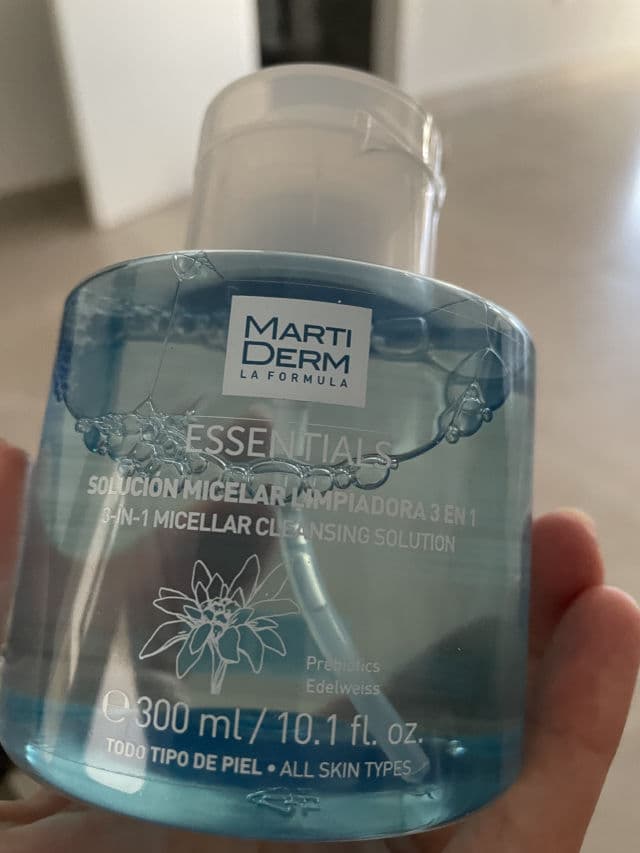 MARTI
DERM
LA FORMULA
ESSENTIALS
SOLUCIÓN MICELAR LIMPIADORA 3 EN 1
3-IN-1 MICELLAR CLEANSING SOLUTION
Prebiotics
Edelweiss
℮ 300 ml / 10.1 fl. oz.
TODO TIPO DE PIEL • ALL SKIN TYPES